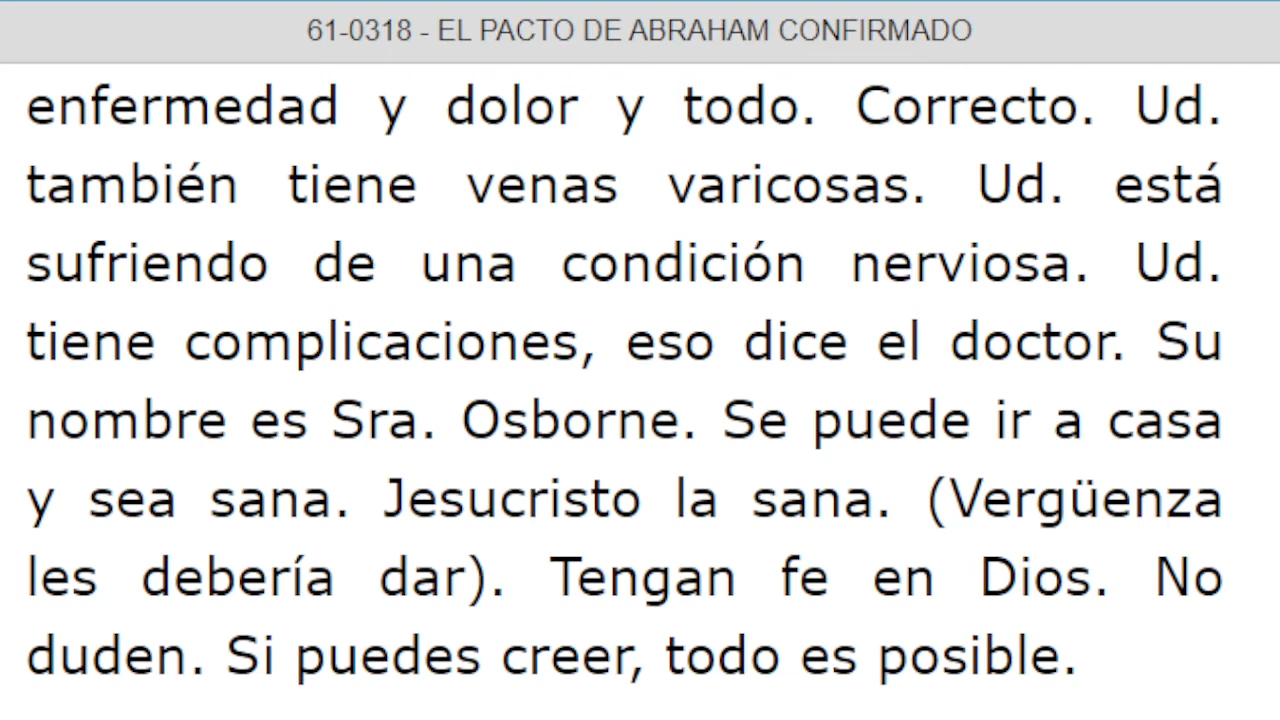 61-0318 - EL PACTO DE ABRAHAM CONFIRMADO
enfermedad y dolor y todo. Correcto. Ud.
también tiene venas varicosas. Ud. está
sufriendo de una condición nerviosa. Ud.
tiene complicaciones, eso dice el doctor. Su
nombre es Sra. Osborne. Se puede ir a casa
y sea sana. Jesucristo la sana. (Vergüenza
les debería dar). Tengan fe en Dios. No
duden. Si puedes creer, todo es posible.